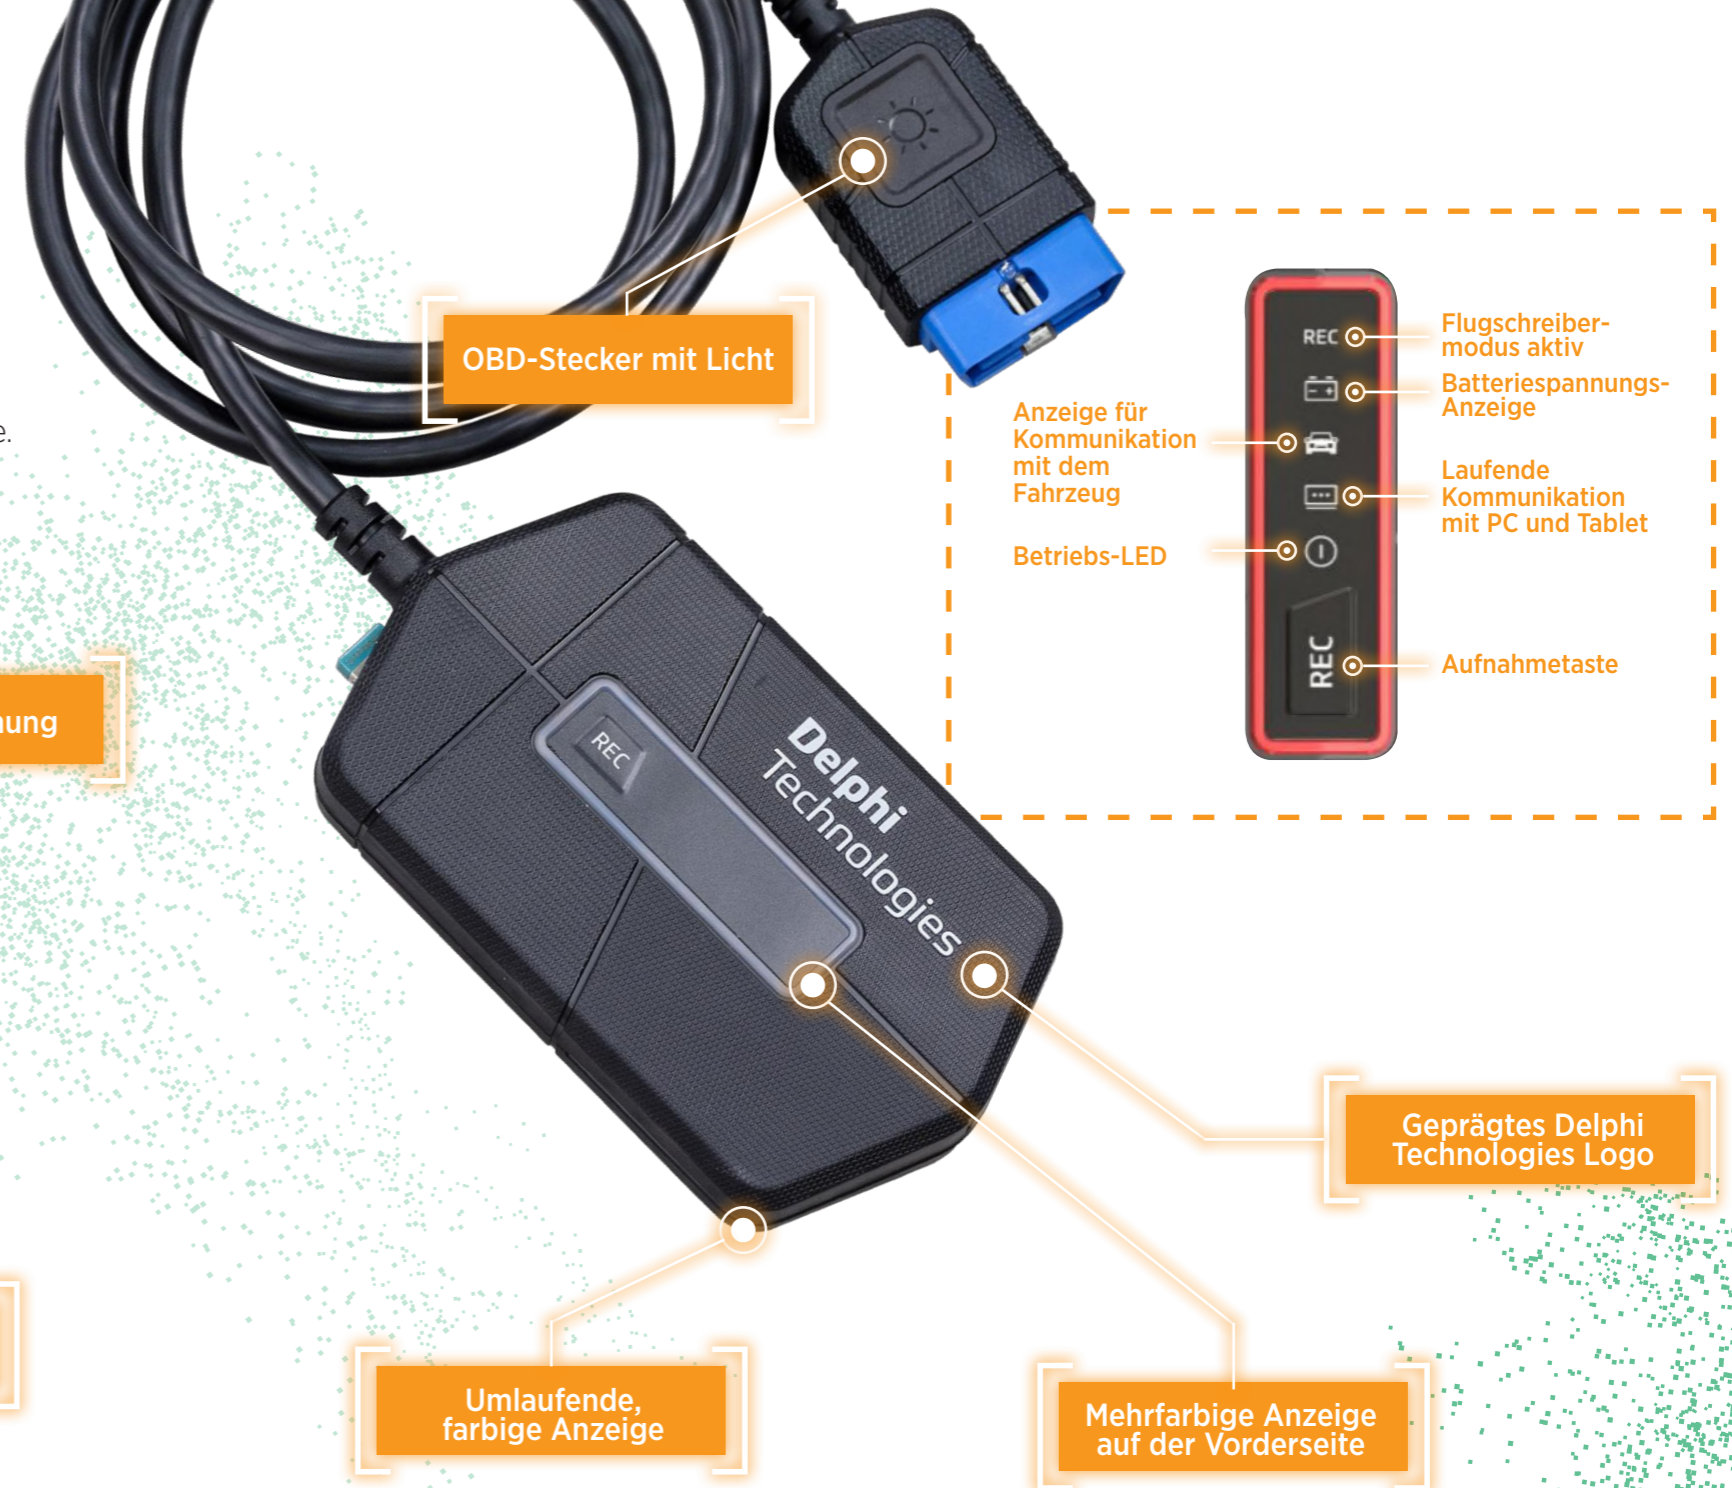 OBD-Stecker mit Licht
REC
Flugschreiber-
modus aktiv
Batteriespannungs-
Anzeige
Anzeige für
Kommunikation
mit dem
Fahrzeug
Laufende
Kommunikation
mit PC und Tablet
Betriebs-LED
REC
Aufnahmetaste
REC
Delphi
Technologies
Geprägtes Delphi
Technologies Logo
Umlaufende,
farbige Anzeige
Mehrfarbige Anzeige
auf der Vorderseite